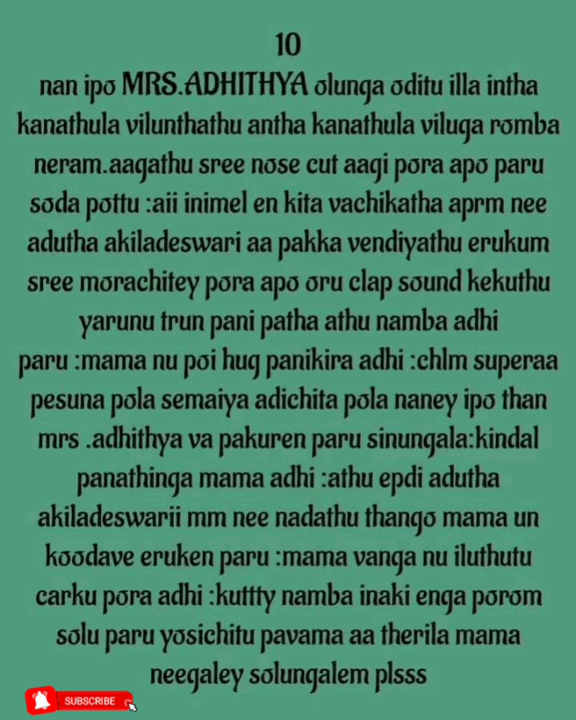 10
nan ipo MRS.ADHITHYA olunga oditu illa intha
kanathula vilunthathu antha kanathula viluga romba
neram.aagathu sree nose cut aagi pora apo paru
soda pottu :aii inimel en kita vachikatha aprm nee
adutha akiladeswari aa pakka vendiyathu erukum
sree morachitey pora apo oru clap sound kekuthu
yarunu trun pani patha athu namba adhi
paru :mama nu poi hug panikira adhi :chlm superaa
pesuna pola semaiya adichita pola naney ipo than
mrs .adhithya va pakuren paru sinungala:kindal
panathinga mama adhi :athu epdi adutha
akiladeswarii mm nee nadathu thango mama un
koodave eruken paru :mama vanga nu iluthutu
carku pora adhi :kuttty namba inaki enga porom
solu paru yosichitu pavama aa therila mama
neegaley solungalem plsss
SUBSCRIBE